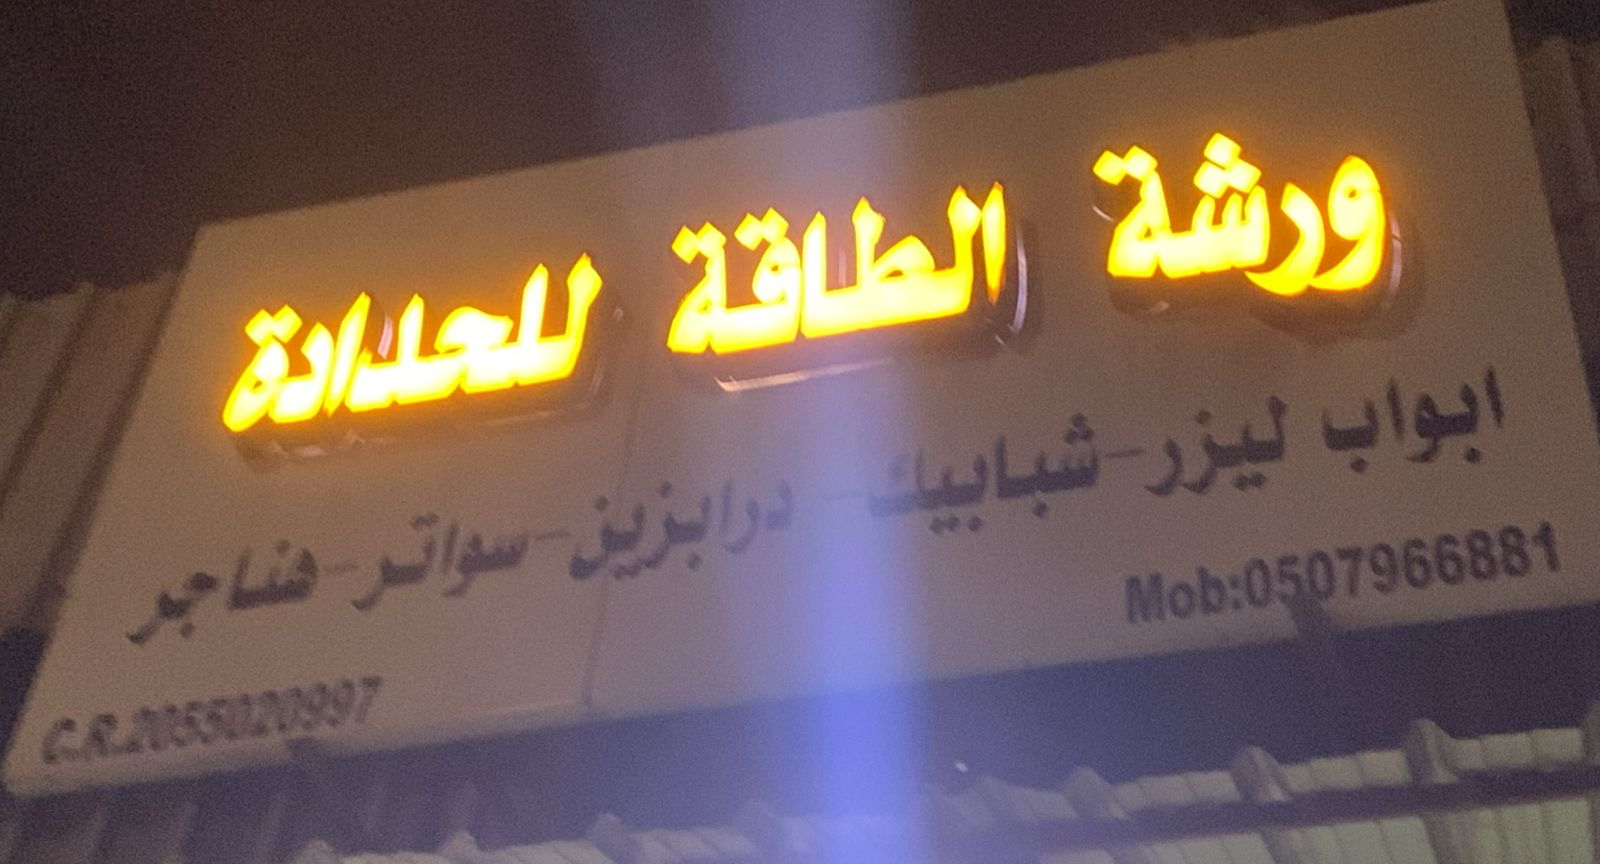 ورشة الطاقة للحدادة
ابواب ليزر-شبابيك-درابزين-سواتر-هناجر
Mob:0507966881
C.R.2055020997